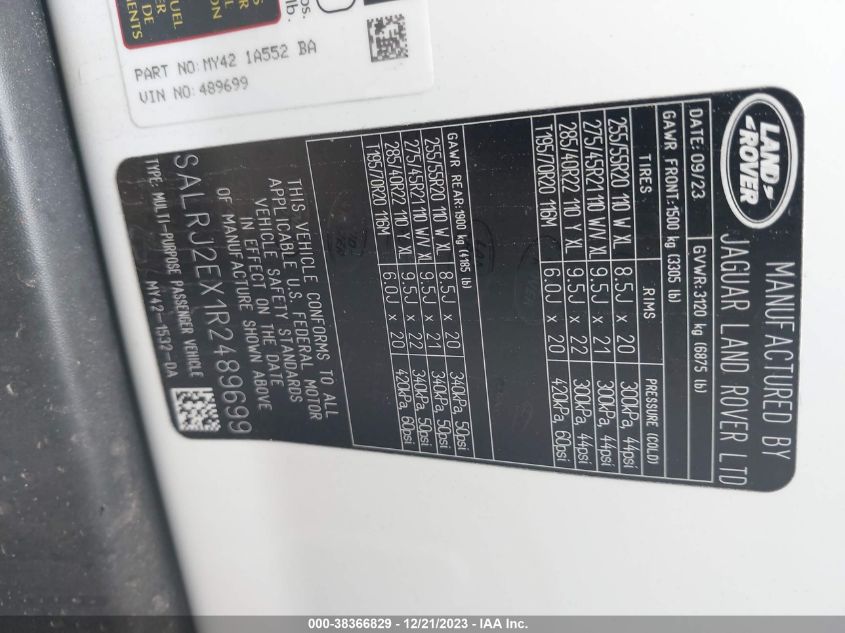 OS.
lb.
FUEL
ER
DE
MENTS
ION
PART NO: MY42 1A552 BA
VIN NO: 489699
LAND
ROVER
MANUFACTURED BY
JAGUAR LAND ROVER LTD
DATE: 09/23 GVWR: 3120 kg (6875 lb)
GAWR FRONT: 1500 kg (3305 lb)
TIRES RIMS PRESSURE (COLD)
255/55R20 110 W XL 8.5J x 20 300kPa, 44psi
275/45R21 110 W/V XL 9.5J x 21 300kPa, 44psi
285/40R22 110 Y XL 9.5J x 22 300kPa, 44psi
T195/70R20 116M 6.0J x 20 420kPa, 60psi
GAWR REAR: 1900 kg (4185 lb)
255/55R20 110 W XL 8.5J x 20 340kPa, 50psi
275/45R21 110 W/V XL 9.5J x 21 340kPa, 50psi
285/40R22 110 Y XL 9.5J x 22 340kPa, 50psi
T195/70R20 116M 6.0J x 20 420kPa, 60psi
THIS VEHICLE CONFORMS TO ALL
APPLICABLE U.S. FEDERAL MOTOR
VEHICLE SAFETY STANDARDS
IN EFFECT ON THE DATE
OF MANUFACTURE SHOWN ABOVE
SALRJ2EX1R2489699
TYPE: MULTI-PURPOSE PASSENGER VEHICLE MY42-1532-DA
000-38366829 - 12/21/2023 - IAA Inc.